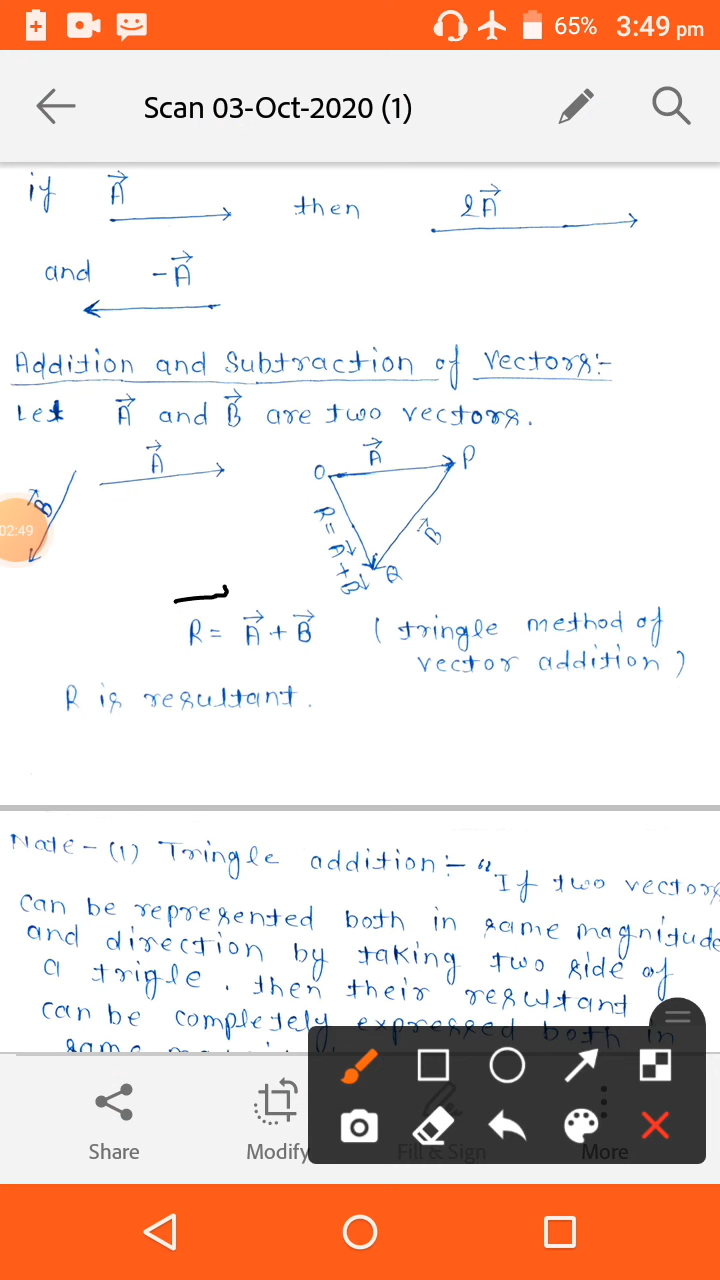 65% 3:49 pm
Scan 03-Oct-2020 (1)
if A⃗ then 2A⃗
and -A⃗
Addition and Subtraction of vectors:-
Let A⃗ and B⃗ are two vectors.
A⃗ O A⃗ P
B⃗ R = A⃗ + B⃗ B⃗
02:49
Q
R = A⃗ + B⃗ ( tringle method of
vector addition )
R is resultant.
Note - (1) Tringle addition :- "If two vectors
can be represented both in same magnitude
and direction by taking two side of
a trigle. then their resultant
can be completely expressed both in
same
Share Modify Fill & Sign More